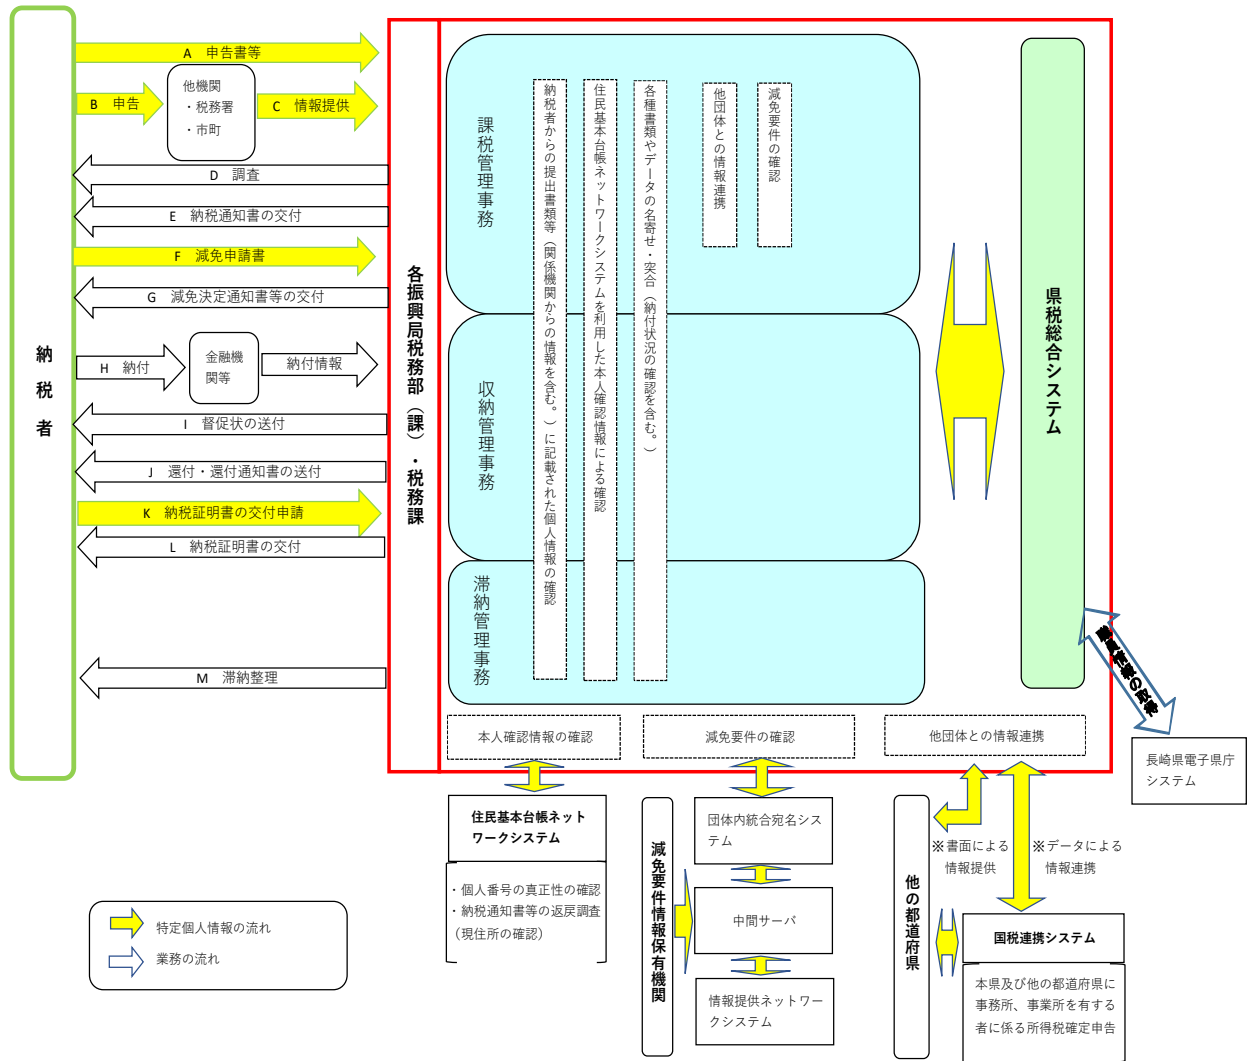 納税者
A 申告書等
B 申告
他機関
・税務署
・市町
C 情報提供
D 調査
E 納税通知書の交付
F 減免申請書
G 減免決定通知書等の交付
H 納付
金融機
関等
納付情報
I 督促状の送付
J 還付・還付通知書の送付
K 納税証明書の交付申請
L 納税証明書の交付
M 滞納整理
各振興局税務部（課）・税務課
課税管理事務
収納管理事務
滞納管理事務
納税者からの提出書類等（関係機関からの情報を含む。）に記載された個人情報の確認
住民基本台帳ネットワークシステムを利用した本人確認情報による確認
各種書類やデータの名寄せ・突合（納付状況の確認を含む。）
他団体との情報連携
減免要件の確認
県税総合システム
職員情報の取得
長崎県電子県庁
システム
本人確認情報の確認
減免要件の確認
他団体との情報連携
住民基本台帳ネット
ワークシステム
・個人番号の真正性の確認
・納税通知書等の返戻調査
（現住所の確認）
減免要件情報保有機関
団体内統合宛名シス
テム
中間サーバ
情報提供ネットワー
クシステム
他の都道府県
※書面による
情報提供
※データによる
情報連携
国税連携システム
本県及び他の都道府県に
事務所、事業所を有する
者に係る所得税確定申告
特定個人情報の流れ
業務の流れ